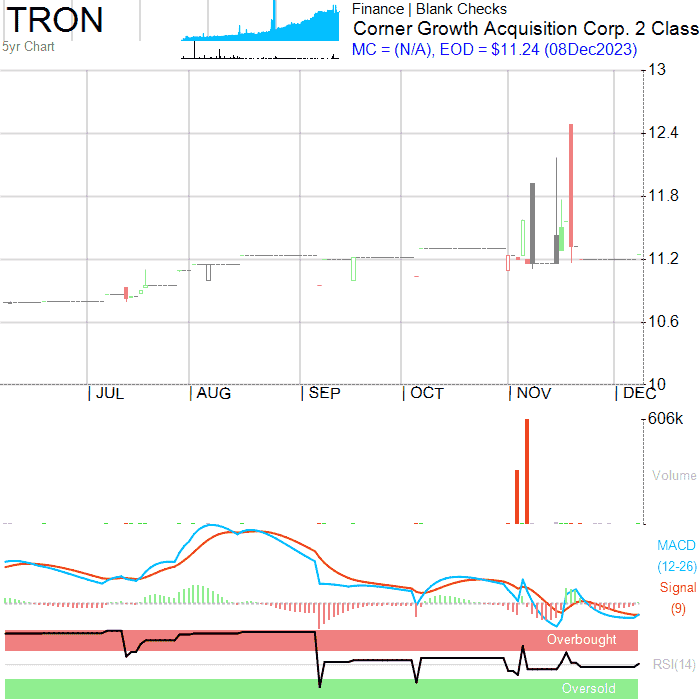 TRON
5yr Chart
Finance | Blank Checks
Corner Growth Acquisition Corp. 2 Class
MC = (N/A), EOD = $11.24 (08Dec2023)
13
12.4
11.8
11.2
10.6
10
JUL
AUG
SEP
OCT
NOV
DEC
606k
Volume
MACD
(12-26)
Signal
(9)
Overbought
RSI(14)
Oversold